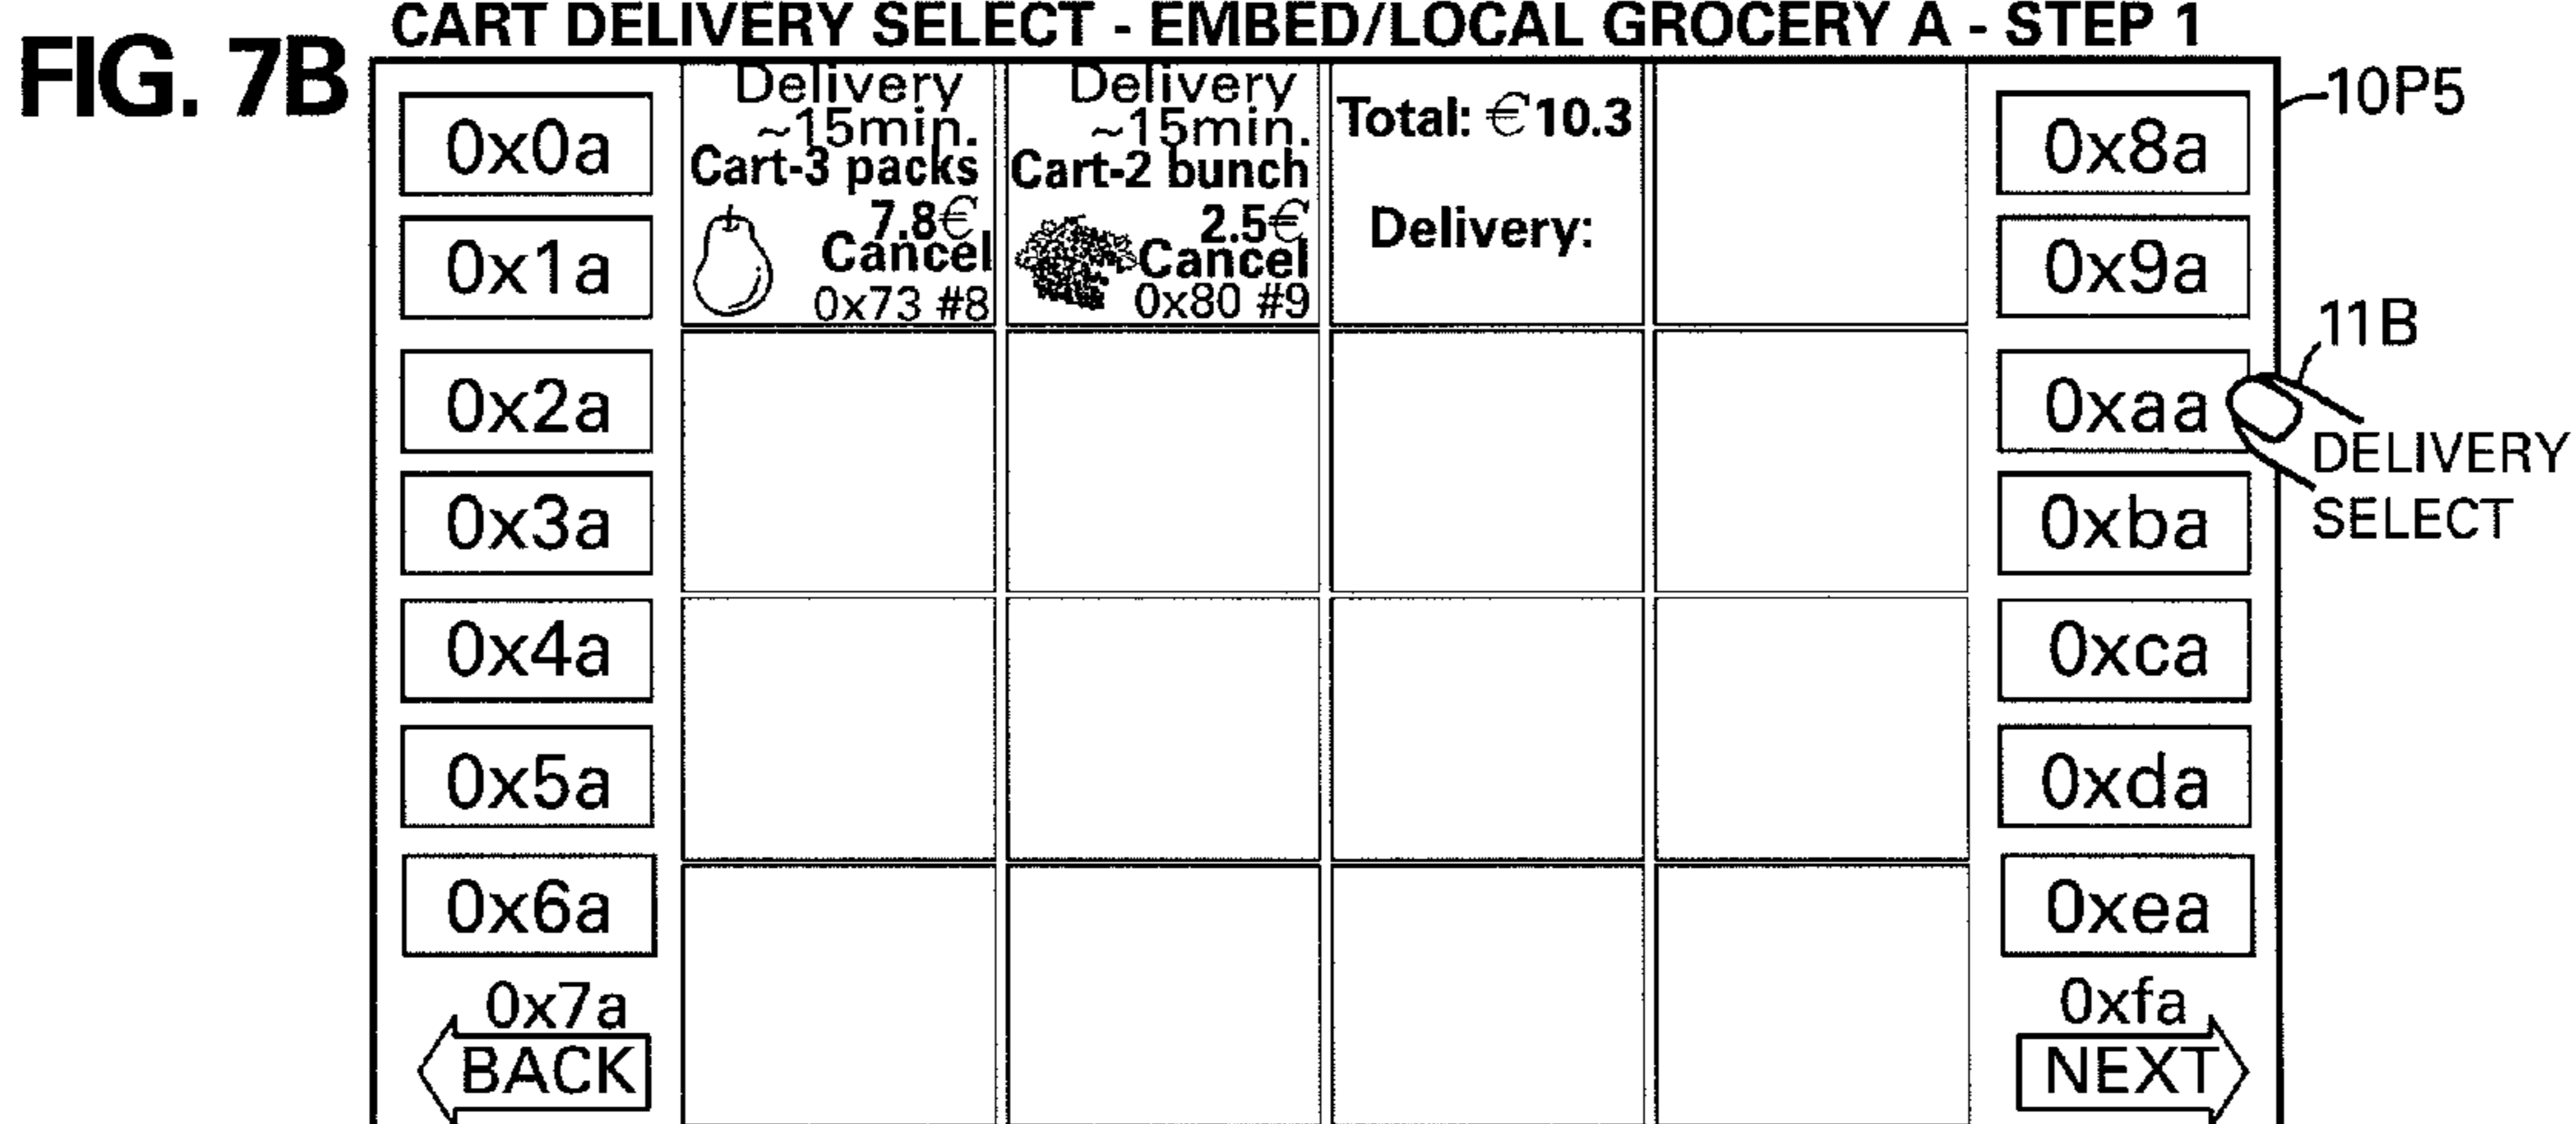 CART DELIVERY SELECT - EMBED/LOCAL GROCERY A - STEP 1
FIG. 7B
10P5
0x0a
0x1a
0x2a
0x3a
0x4a
0x5a
0x6a
0x7a
BACK
Delivery
~15min.
Cart-3 packs
7.8€
Cancel
0x73 #8
Delivery
~15min.
Cart-2 bunch
2.5€
Cancel
0x80 #9
Total: €10.3
Delivery:
0x8a
0x9a
0xaa
0xba
0xca
0xda
0xea
0xfa
NEXT
11B
DELIVERY
SELECT